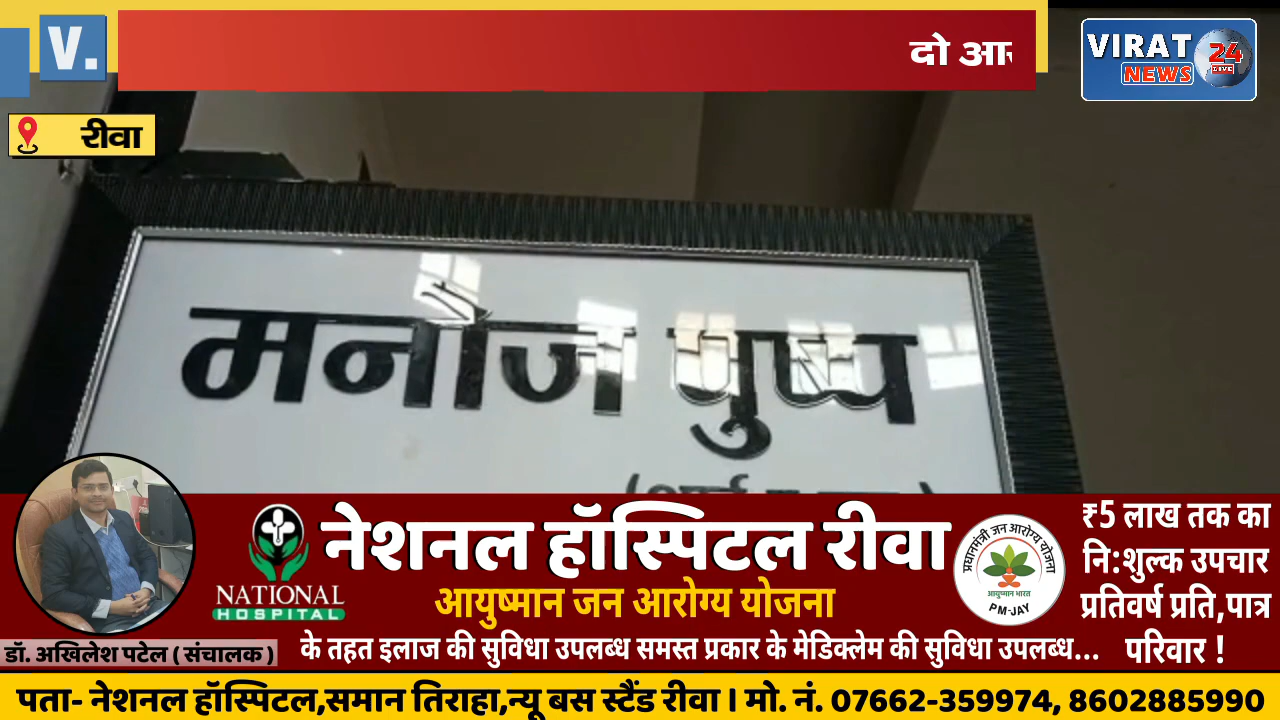 V.
दो
VIRAT
24
NEWS
LIVE
रीवा
मनोज पुष्प
नेशनल हॉस्पिटल रीवा
आयुष्मान जन आरोग्य योजना
के तहत इलाज की सुविधा उपलब्ध समस्त प्रकार के मेडिक्लेम की सुविधा उपलब्ध...
NATIONAL
HOSPITAL
प्रधानमंत्री जन आरोग्य योजना
आयुष्मान भारत
PM-JAY
₹5 लाख तक का
नि:शुल्क उपचार
प्रतिवर्ष प्रति,पात्र
परिवार !
डॉ. अखिलेश पटेल ( संचालक )
पता- नेशनल हॉस्पिटल,समान तिराहा,न्यू बस स्टैंड रीवा । मो. नं. 07662-359974, 8602885990